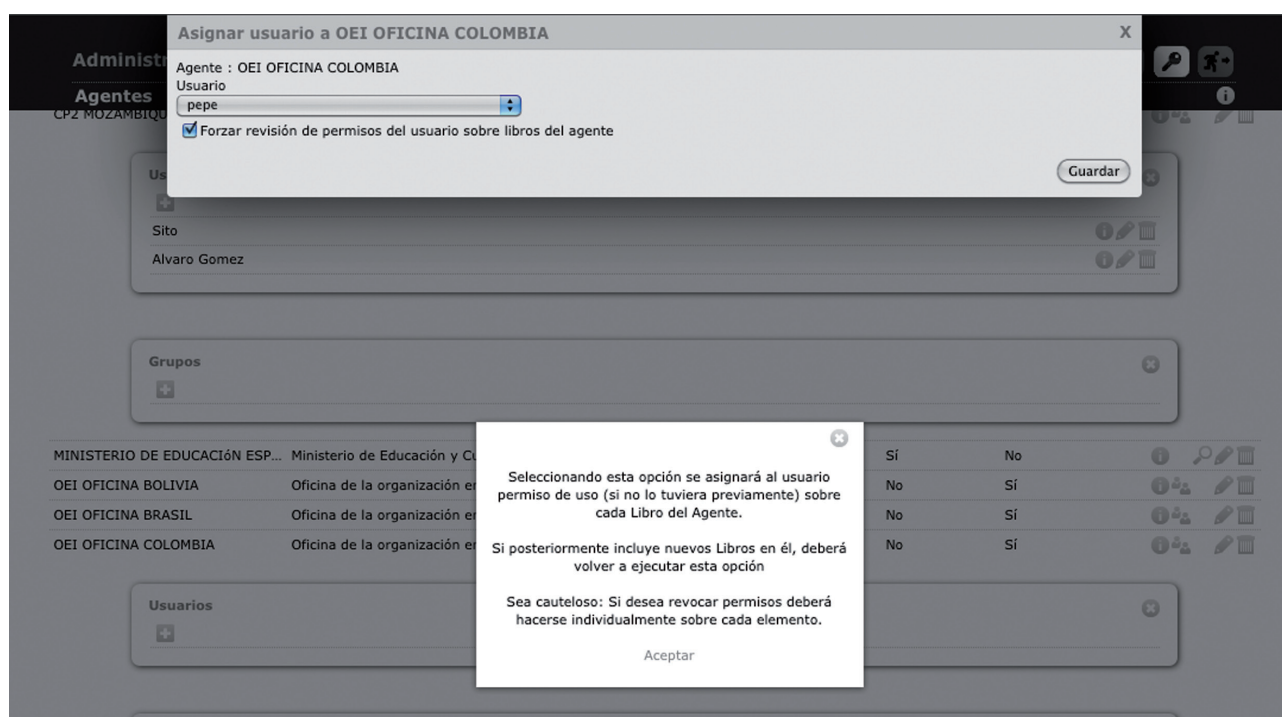 Asignar usuario a OEI OFICINA COLOMBIA X
Administr
Agente : OEI OFICINA COLOMBIA
Usuario
Agentes
pepe
CP2 MOZAMBIQU
Forzar revisión de permisos del usuario sobre libros del agente
Guardar
Us
Sito
Alvaro Gomez
Grupos
MINISTERIO DE EDUCACIóN ESP... Ministerio de Educación y Cu Sí No
OEI OFICINA BOLIVIA Oficina de la organización en No Sí
OEI OFICINA BRASIL Oficina de la organización en No Sí
OEI OFICINA COLOMBIA Oficina de la organización en No Sí
Seleccionando esta opción se asignará al usuario
permiso de uso (si no lo tuviera previamente) sobre
cada Libro del Agente.
Si posteriormente incluye nuevos Libros en él, deberá
volver a ejecutar esta opción
Sea cauteloso: Si desea revocar permisos deberá
hacerse individualmente sobre cada elemento.
Aceptar
Usuarios